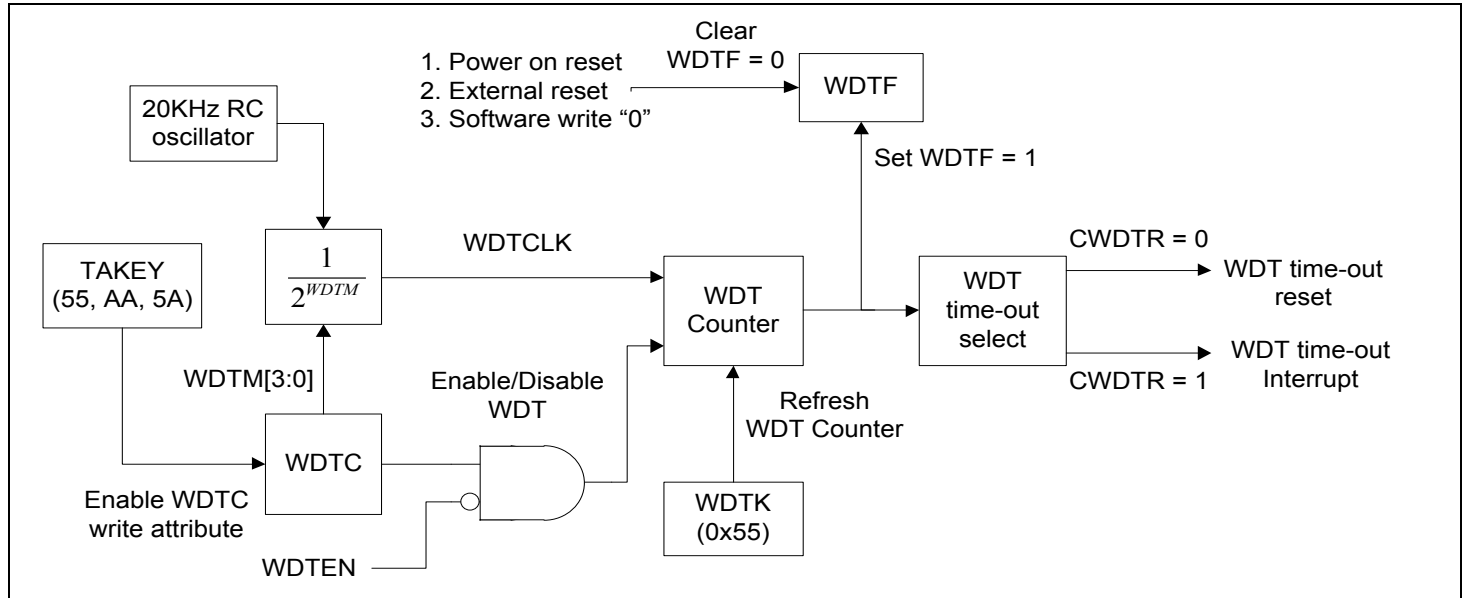 Clear
WDTF = 0
1. Power on reset
2. External reset
3. Software write “0”
WDTF
20KHz RC
oscillator
Set WDTF = 1
TAKEY
(55, AA, 5A)
1
2^WDTM
WDTCLK
WDT
Counter
WDT
time-out
select
CWDTR = 0
WDT time-out
reset
WDT time-out
Interrupt
CWDTR = 1
WDTM[3:0]
Enable/Disable
WDT
Refresh
WDT Counter
WDTC
Enable WDTC
write attribute
WDTK
(0x55)
WDTEN